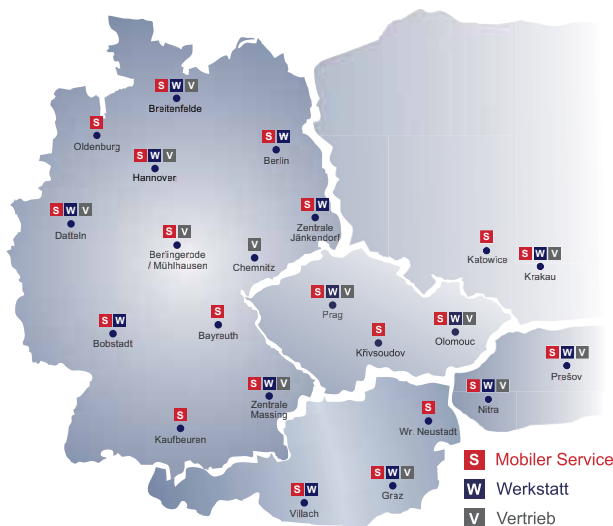 S W V
Breitenfelde
S
Oldenburg
S W
Berlin
S W V
Hannover
S W V
Datteln
S W
Zentrale
Jänkendorf
S V
Berlingerode
/ Mühlhausen
V
Chemnitz
S
Katowice
S W V
Krakau
S W V
Prag
S
Bayreuth
S W
Bobstadt
S
Křivsoudov
S W V
Olomouc
S W V
Prešov
S W V
Zentrale
Massing
S W V
Nitra
S
Kaufbeuren
S
Wr. Neustadt
S W
Villach
S W V
Graz
S Mobiler Service
W Werkstatt
V Vertrieb